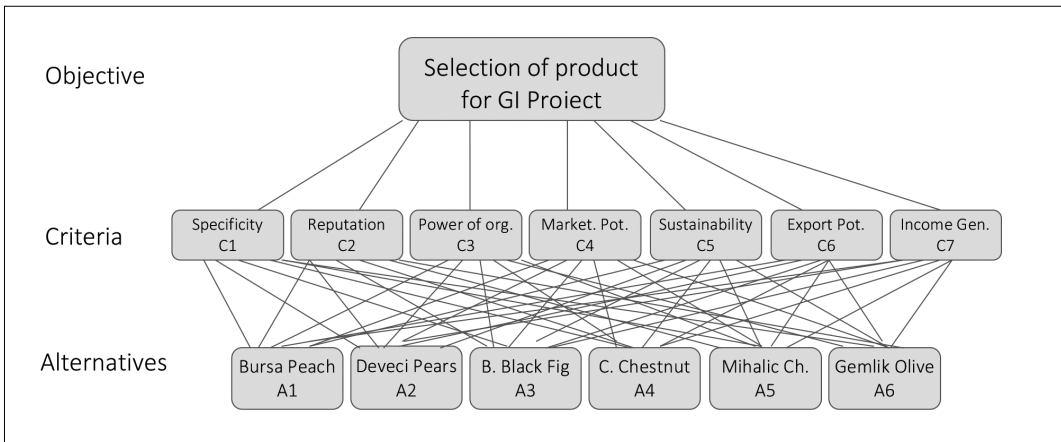 Objective
Selection of product
for GI Proiect
Criteria
Specificity
C1
Reputation
C2
Power of org.
C3
Market. Pot.
C4
Sustainability
C5
Export Pot.
C6
Income Gen.
C7
Alternatives
Bursa Peach
A1
Deveci Pears
A2
B. Black Fig
A3
C. Chestnut
A4
Mihalic Ch.
A5
Gemlik Olive
A6